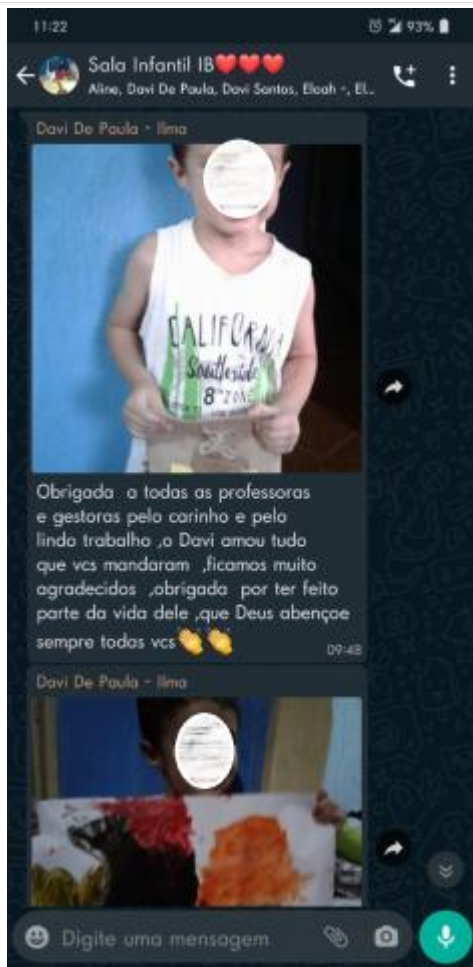 11:22
93%
Sala Infantil IB❤️❤️❤️
Aline, Davi De Paula, Davi Santos, Eloah -, El...
Davi De Paula - Ilma
CALIFORNIA
Southside
8
Obrigada a todas as professoras
e gestoras pelo carinho e pelo
lindo trabalho ,o Davi amou tudo
que vcs mandaram ,ficamos muito
agradecidos ,obrigada por ter feito
parte da vida dele ,que Deus abençoe
sempre todas vcs👏👏
09:48
Davi De Paula - Ilma
Digite uma mensagem